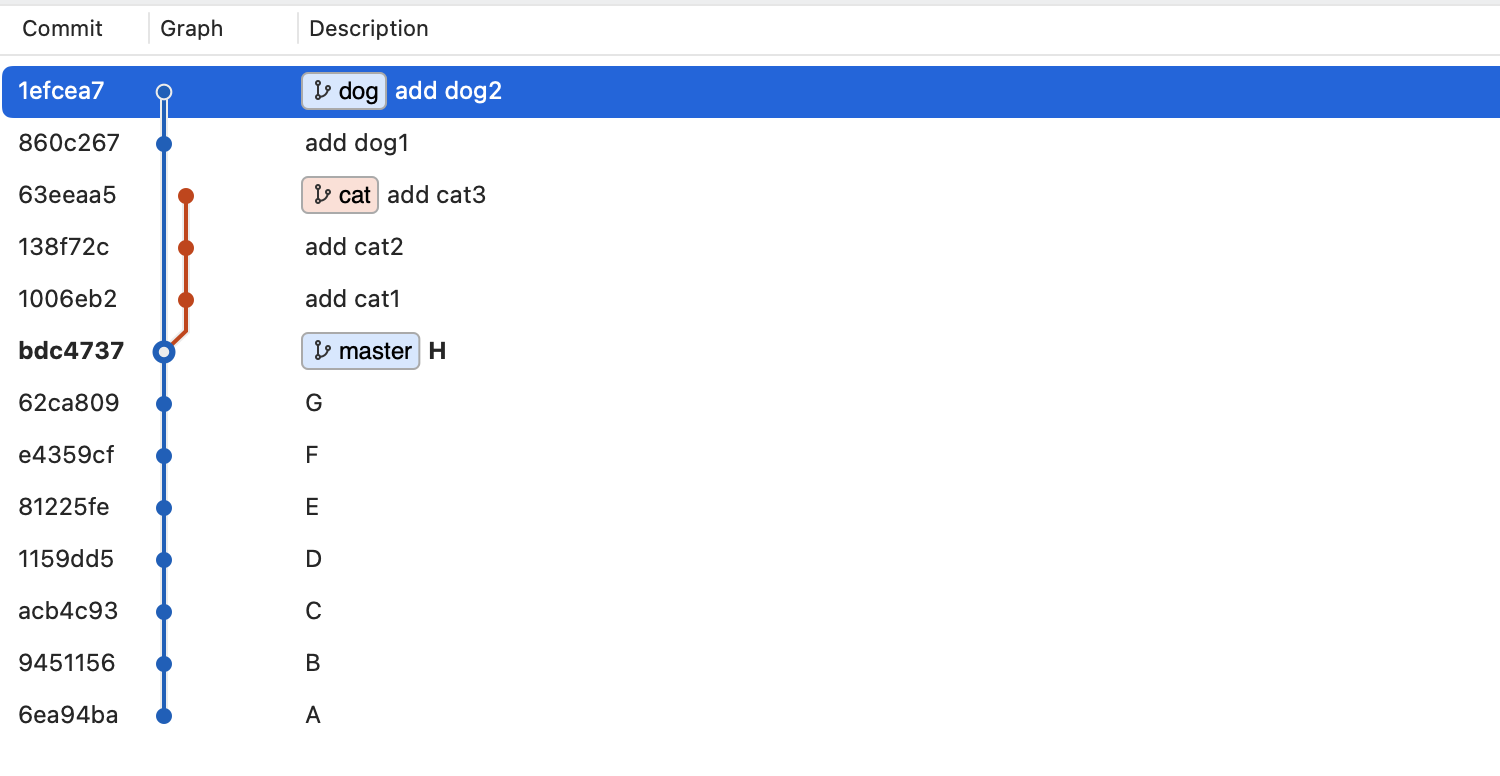 Commit Graph Description
1efcea7 dog add dog2
860c267 add dog1
63eeaa5 cat add cat3
138f72c add cat2
1006eb2 add cat1
bdc4737 master H
62ca809 G
e4359cf F
81225fe E
1159dd5 D
acb4c93 C
9451156 B
6ea94ba A